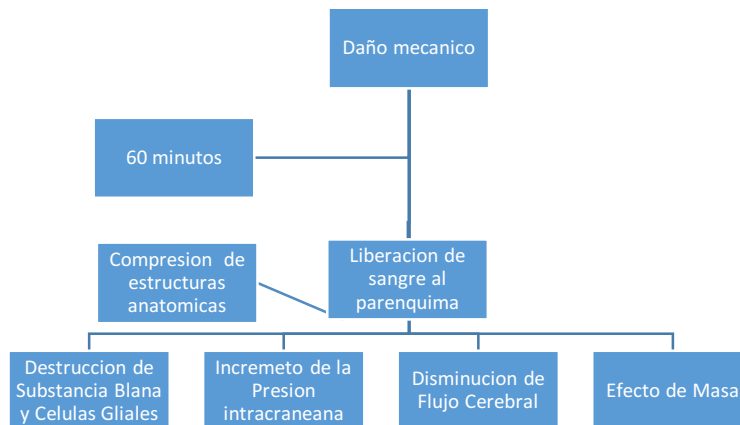 Daño mecanico
60 minutos
Compresion de
estructuras
anatomicas
Liberacion de
sangre al
parenquima
Destruccion de
Substancia Blana
y Celulas Gliales
Incremeto de la
Presion
intracraneana
Disminucion de
Flujo Cerebral
Efecto de Masa